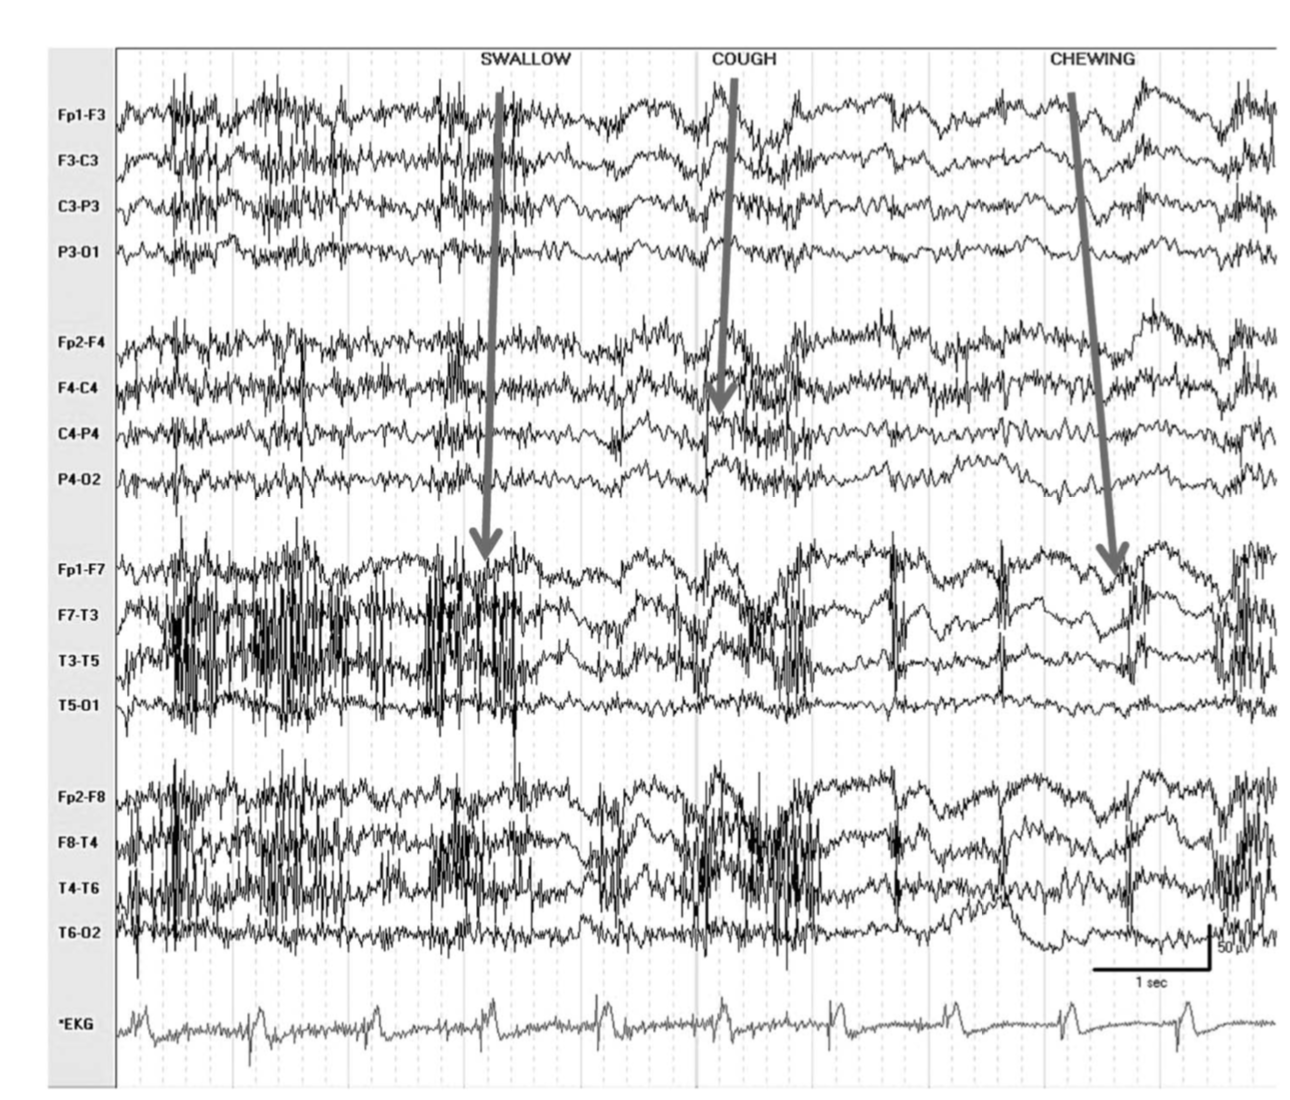 SWALLOW COUGH CHEWING
Fp1-F3
F3-C3
C3-P3
P3-O1
Fp2-F4
F4-C4
C4-P4
P4-O2
Fp1-F7
F7-T3
T3-T5
T5-O1
Fp2-F8
F8-T4
T4-T6
T6-O2
50 µ
1 sec
*EKG